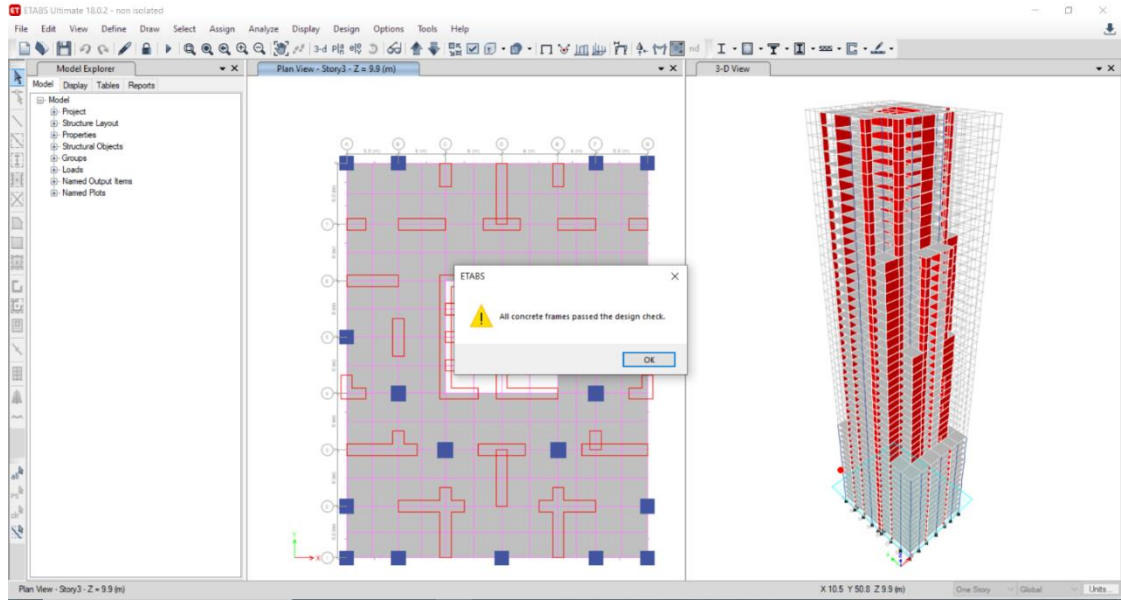 ETABS Ultimate 18.0.2 - non isolated
File Edit View Define Draw Select Assign Analyze Display Design Options Tools Help
3-d
nd
Model Explorer
Plan View - Story3 - Z = 9.9 (m)
3-D View
Model Display Tables Reports
Model
Project
Structure Layout
Properties
Structural Objects
Groups
Loads
Named Output Items
Named Plots
ETABS
All concrete frames passed the design check.
OK
X
Plan View - Story3 - Z = 9.9 (m)
X 10.5 Y 50.8 Z 9.9 (m)
One Story
Global
Units...